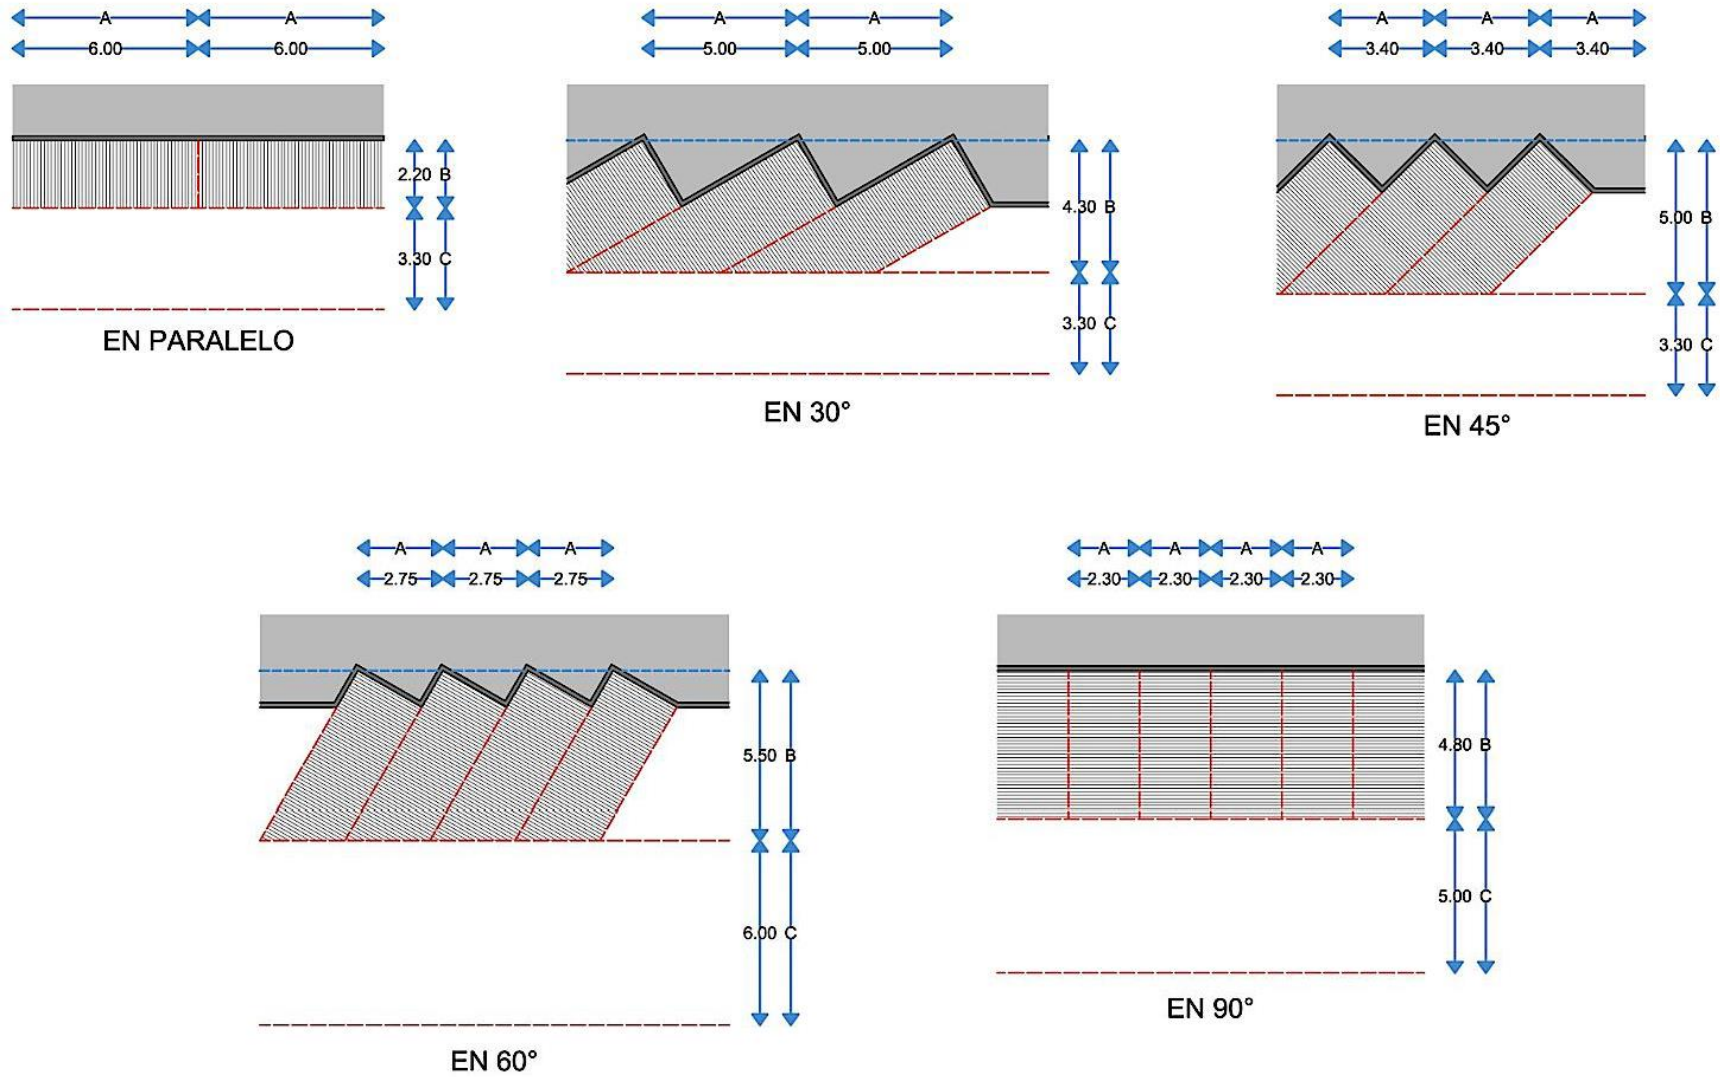 A A
6.00 6.00
2.20 B
3.30 C
EN PARALELO
A A
5.00 5.00
4.30 B
3.30 C
EN 30°
A A A
3.40 3.40 3.40
5.00 B
3.30 C
EN 45°
A A A
2.75 2.75 2.75
5.50 B
6.00 C
EN 60°
A A A A
2.30 2.30 2.30 2.30
4.80 B
5.00 C
EN 90°